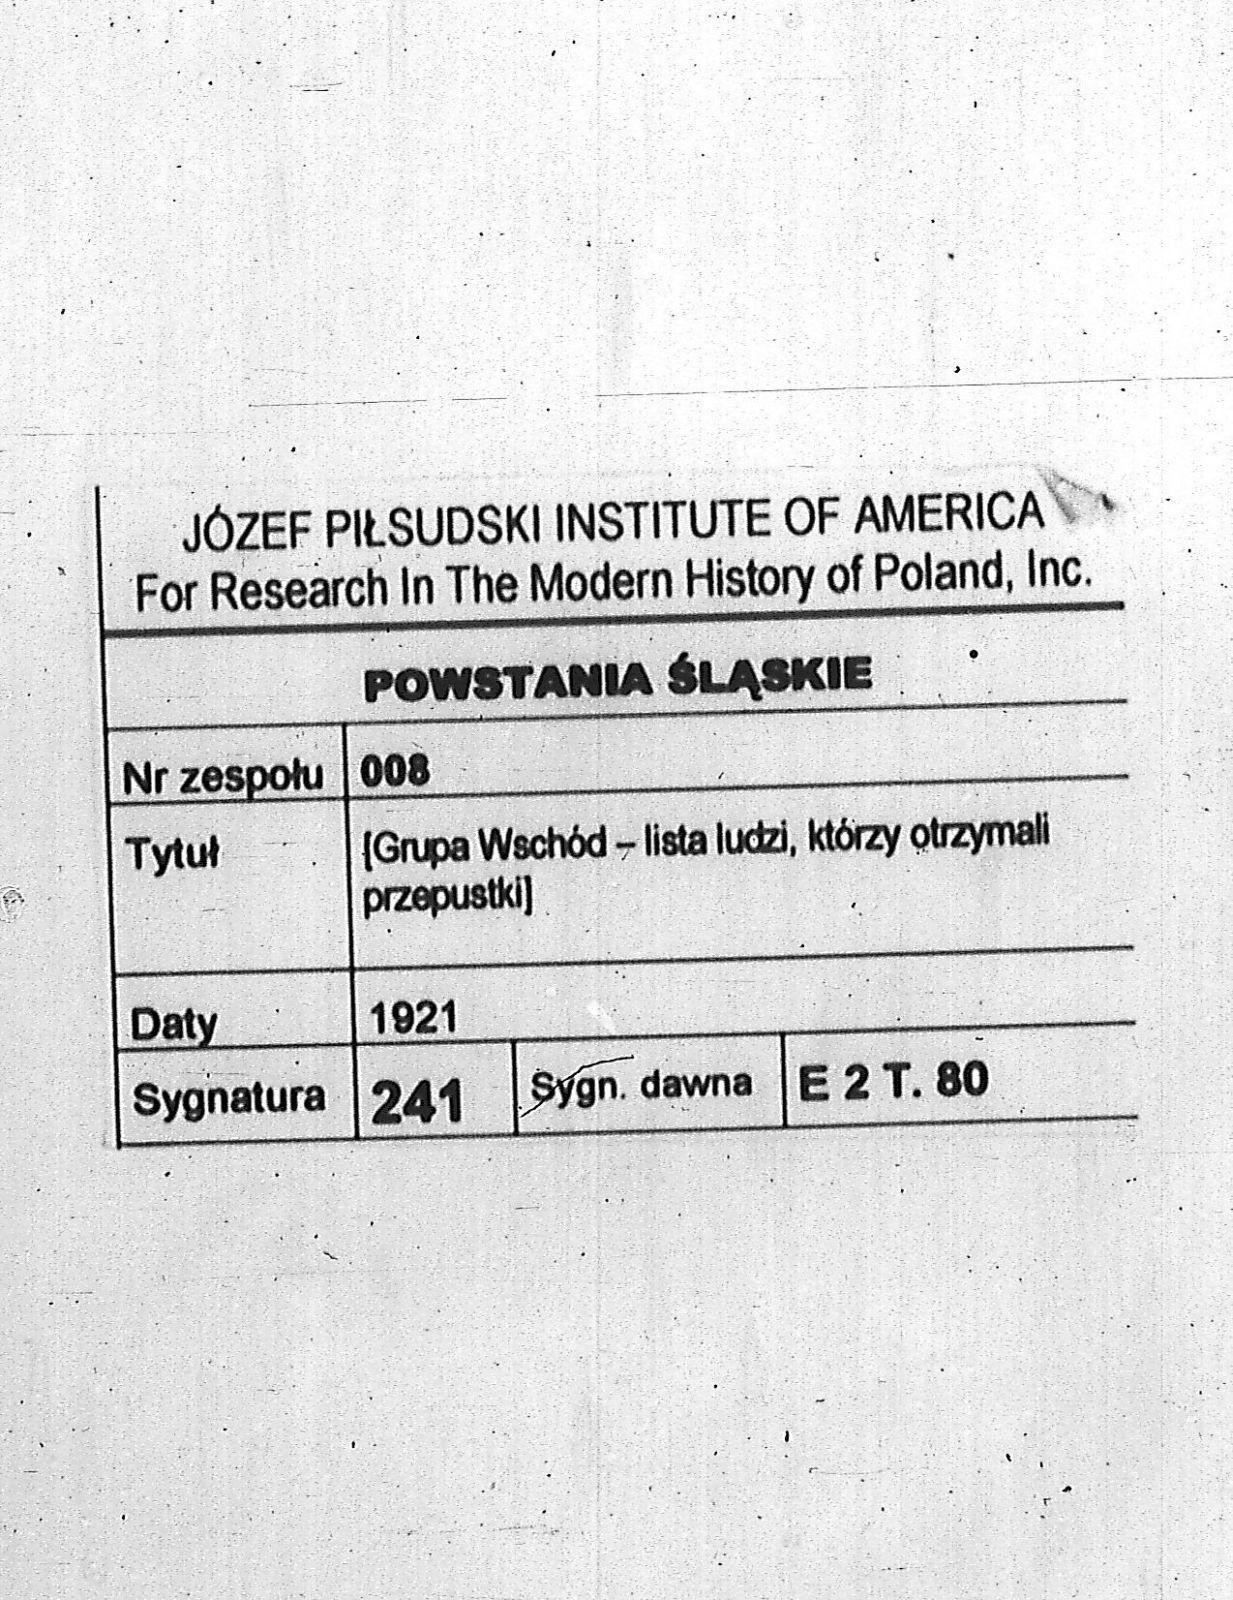 JÓZEF PIŁSUDSKI INSTITUTE OF AMERICA
For Research In The Modern History of Poland, Inc.
POWSTANIA ŚLĄSKIE
Nr zespołu 008
Tytuł [Grupa Wschód – lista ludzi, którzy otrzymali
przepustki]
Daty 1921
Sygnatura 241 Sygn. dawna E 2 T. 80